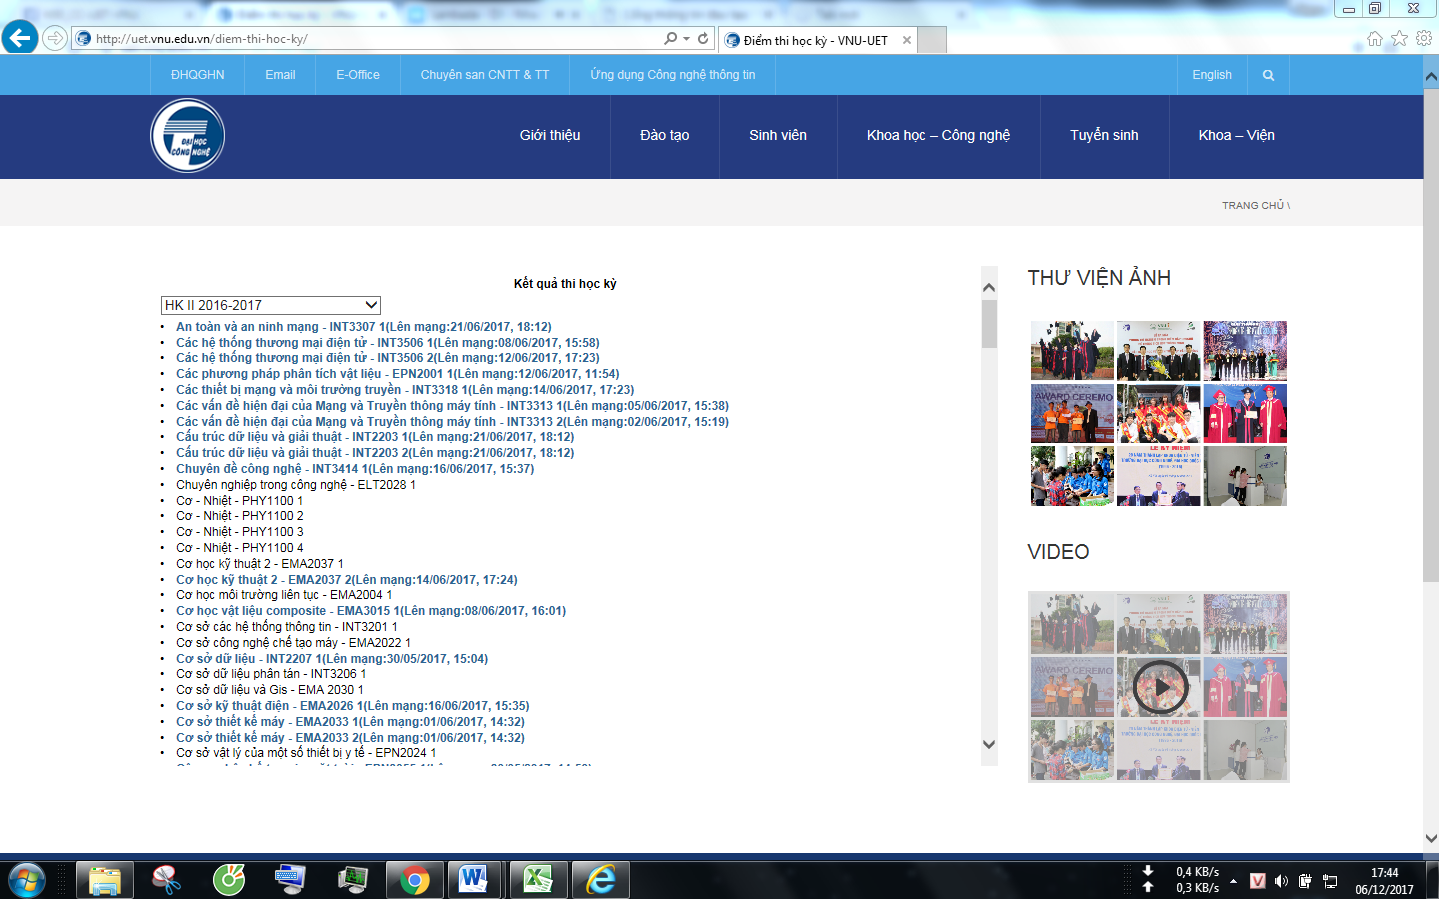 http://uet.vnu.edu.vn/diem-thi-hoc-ky/
Điểm thi học kỳ - VNU-UET
ĐHQGHN
Email
E-Office
Chuyên san CNTT & TT
Ứng dụng Công nghệ thông tin
English
ĐẠI HỌC
CÔNG NGHỆ
Giới thiệu
Đào tạo
Sinh viên
Khoa học – Công nghệ
Tuyển sinh
Khoa – Viện
TRANG CHỦ \
Kết quả thi học kỳ
HK II 2016-2017
• An toàn và an ninh mạng - INT3307 1(Lên mạng:21/06/2017, 18:12)
• Các hệ thống thương mại điện tử - INT3506 1(Lên mạng:08/06/2017, 15:58)
• Các hệ thống thương mại điện tử - INT3506 2(Lên mạng:12/06/2017, 17:23)
• Các phương pháp phân tích vật liệu - EPN2001 1(Lên mạng:12/06/2017, 11:54)
• Các thiết bị mạng và môi trường truyền - INT3318 1(Lên mạng:14/06/2017, 17:23)
• Các vấn đề hiện đại của Mạng và Truyền thông máy tính - INT3313 1(Lên mạng:05/06/2017, 15:38)
• Các vấn đề hiện đại của Mạng và Truyền thông máy tính - INT3313 2(Lên mạng:02/06/2017, 15:19)
• Cấu trúc dữ liệu và giải thuật - INT2203 1(Lên mạng:21/06/2017, 18:12)
• Cấu trúc dữ liệu và giải thuật - INT2203 2(Lên mạng:21/06/2017, 18:12)
• Chuyên đề công nghệ - INT3414 1(Lên mạng:16/06/2017, 15:37)
• Chuyên nghiệp trong công nghệ - ELT2028 1
• Cơ - Nhiệt - PHY1100 1
• Cơ - Nhiệt - PHY1100 2
• Cơ - Nhiệt - PHY1100 3
• Cơ - Nhiệt - PHY1100 4
• Cơ học kỹ thuật 2 - EMA2037 1
• Cơ học kỹ thuật 2 - EMA2037 2(Lên mạng:14/06/2017, 17:24)
• Cơ học môi trường liên tục - EMA2004 1
• Cơ học vật liệu composite - EMA3015 1(Lên mạng:08/06/2017, 16:01)
• Cơ sở các hệ thống thông tin - INT3201 1
• Cơ sở công nghệ chế tạo máy - EMA2022 1
• Cơ sở dữ liệu - INT2207 1(Lên mạng:30/05/2017, 15:04)
• Cơ sở dữ liệu phân tán - INT3206 1
• Cơ sở dữ liệu và Gis - EMA 2030 1
• Cơ sở kỹ thuật điện - EMA2026 1(Lên mạng:16/06/2017, 15:35)
• Cơ sở thiết kế máy - EMA2033 1(Lên mạng:01/06/2017, 14:32)
• Cơ sở thiết kế máy - EMA2033 2(Lên mạng:01/06/2017, 14:32)
• Cơ sở vật lý của một số thiết bị y tế - EPN2024 1
THƯ VIỆN ẢNH
AWARD CEREMO
LỄ KỶ NIỆM
VIDEO
0,4 KB/s
0,3 KB/s
17:44
06/12/2017